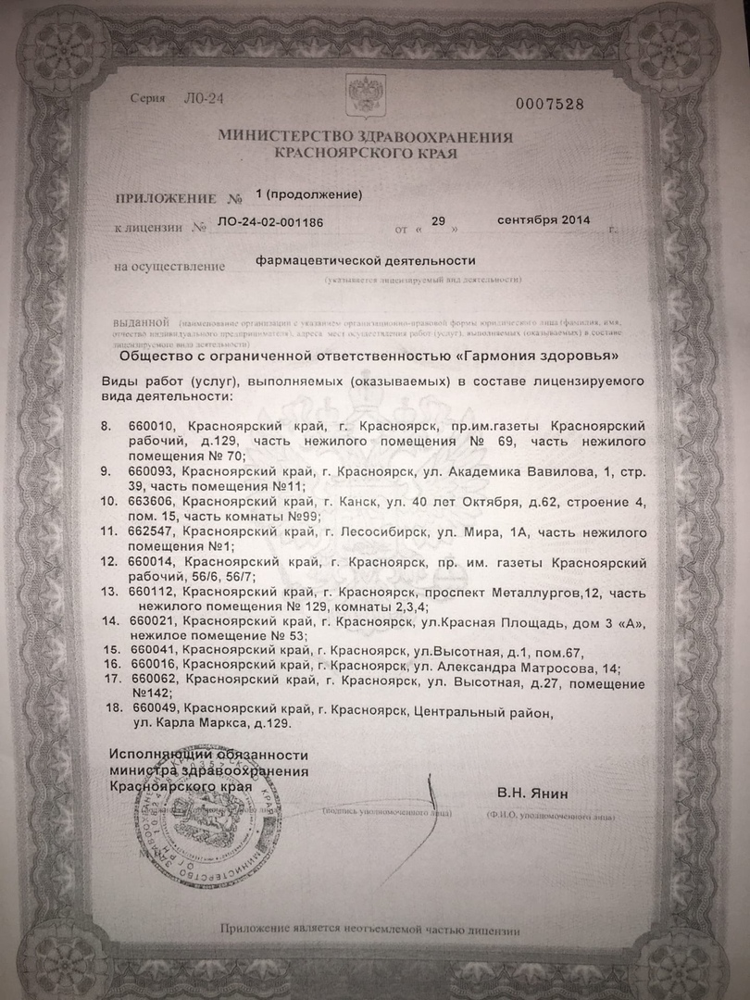 Серия ЛО-24
0007528
МИНИСТЕРСТВО ЗДРАВООХРАНЕНИЯ
КРАСНОЯРСКОГО КРАЯ
ПРИЛОЖЕНИЕ № 1 (продолжение)
к лицензии № ЛО-24-02-001186 от « 29 » сентября 2014 г.
на осуществление фармацевтической деятельности
(указывается лицензируемый вид деятельности)
выданной (наименование организации с указанием организационно-правовой формы юридического лица (фамилия, имя,
отчество индивидуального предпринимателя), адреса мест осуществления работ (услуг), выполняемых (оказываемых) в составе
лицензируемого вида деятельности)
Общество с ограниченной ответственностью «Гармония здоровья»
Виды работ (услуг), выполняемых (оказываемых) в составе лицензируемого
вида деятельности:
8. 660010, Красноярский край, г. Красноярск, пр.им.газеты Красноярский
рабочий, д.129, часть нежилого помещения № 69, часть нежилого
помещения № 70;
9. 660093, Красноярский край, г. Красноярск, ул. Академика Вавилова, 1, стр.
39, часть помещения №11;
10. 663606, Красноярский край, г. Канск, ул. 40 лет Октября, д.62, строение 4,
пом. 15, часть комнаты №99;
11. 662547, Красноярский край, г. Лесосибирск, ул. Мира, 1А, часть нежилого
помещения №1;
12. 660014, Красноярский край, г. Красноярск, пр. им. газеты Красноярский
рабочий, 56/6, 56/7;
13. 660112, Красноярский край, г. Красноярск, проспект Металлургов,12, часть
нежилого помещения № 129, комнаты 2,3,4;
14. 660021, Красноярский край, г. Красноярск, ул.Красная Площадь, дом 3 «А»,
нежилое помещение № 53;
15. 660041, Красноярский край, г. Красноярск, ул.Высотная, д.1, пом.67,
16. 660016, Красноярский край, г. Красноярск, ул. Александра Матросова, 14;
17. 660062, Красноярский край, г. Красноярск, ул. Высотная, д.27, помещение
№142;
18. 660049, Красноярский край, г. Красноярск, Центральный район,
ул. Карла Маркса, д.129.
Исполняющий обязанности
министра здравоохранения
Красноярского края
В.Н. Янин
(подпись уполномоченного лица)
(Ф.И.О. уполномоченного лица)
Приложение является неотъемлемой частью лицензии